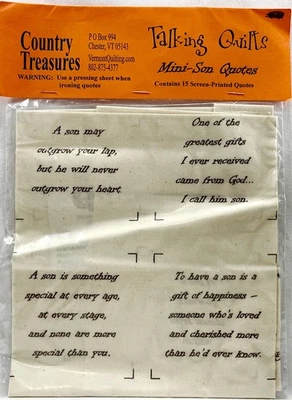 Country
Treasures
P O Box 994
Chester, VT 05143
VermontQuilting.com
802-875-4377
WARNING: Use a pressing sheet when
ironing quotes
Talking Quilts
Mini-Son Quotes
Contains 15 Screen-Printed Quotes
A son may
outgrow your lap,
but he will never
outgrow your heart
One of the
greatest gifts
I ever received
came from God...
I call him son.
A son is something
special at every age,
at every stage,
and none are more
special than you.
To have a son is a
gift of happiness –
someone who's loved
and cherished more
than he'd ever know.